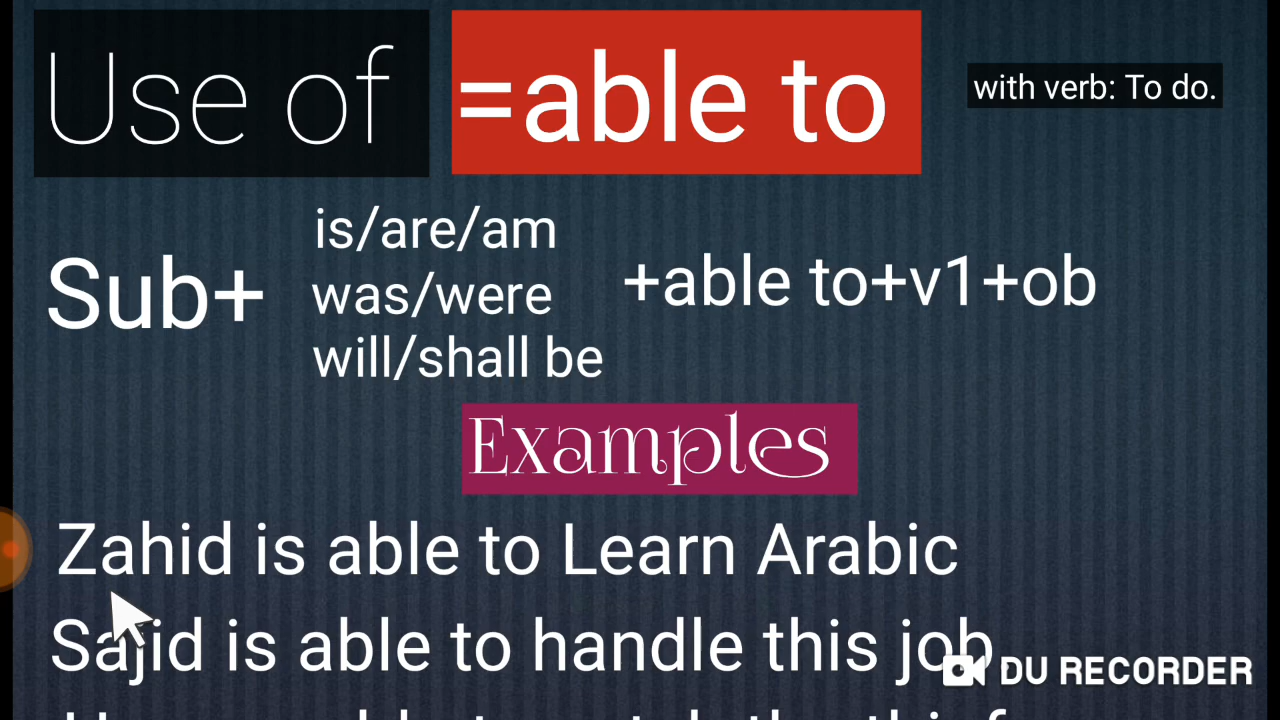 Use of =able to
with verb: To do.
is/are/am
Sub+ was/were +able to+v1+ob
will/shall be
Examples
Zahid is able to Learn Arabic
Sajid is able to handle this job.
DU RECORDER